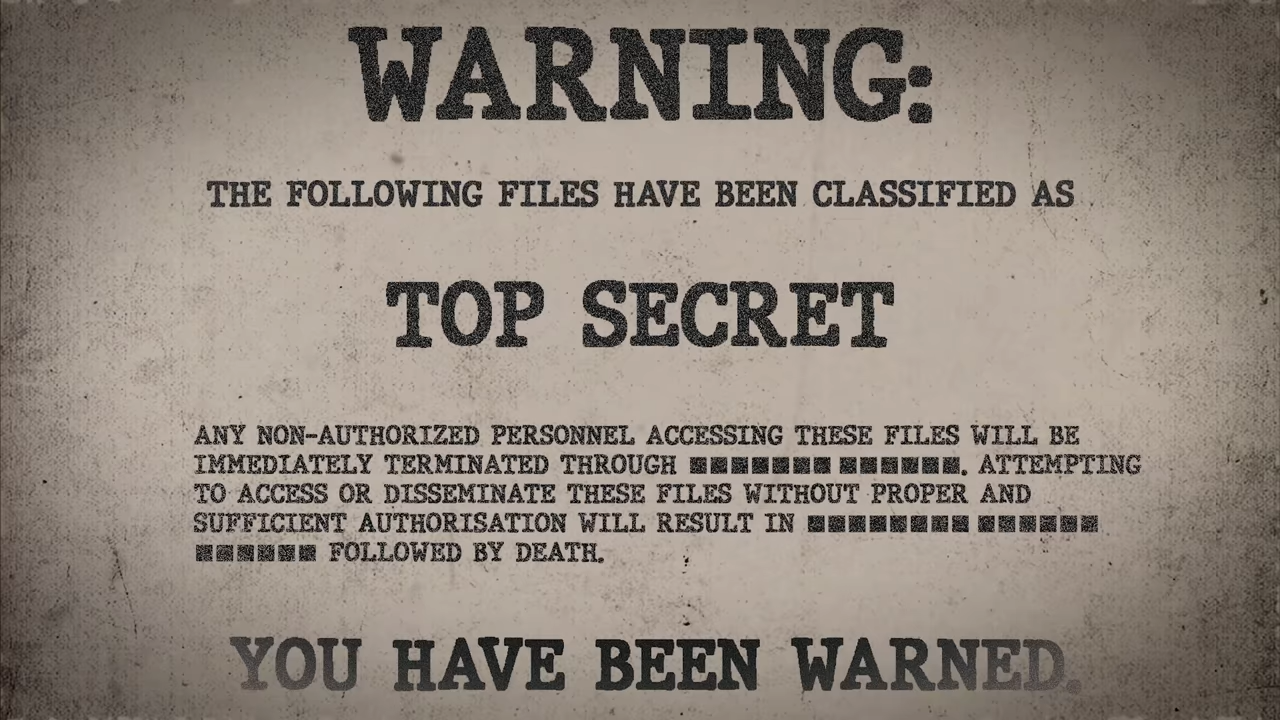 WARNING:
THE FOLLOWING FILES HAVE BEEN CLASSIFIED AS
TOP SECRET
ANY NON-AUTHORIZED PERSONNEL ACCESSING THESE FILES WILL BE
IMMEDIATELY TERMINATED THROUGH ■■■■■■■ ■■■■■■. ATTEMPTING
TO ACCESS OR DISSEMINATE THESE FILES WITHOUT PROPER AND
SUFFICIENT AUTHORISATION WILL RESULT IN ■■■■■■■■ ■■■■■■
■■■■■■ FOLLOWED BY DEATH.
YOU HAVE BEEN WARNED.